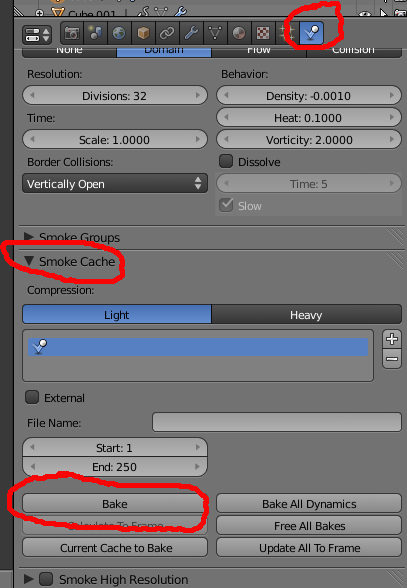 Cube.001
None Domain Flow Collision
Resolution: Behavior:
Divisions: 32 Density: -0.0010
Time: Heat: 0.1000
Scale: 1.0000 Vorticity: 2.0000
Border Collisions: Dissolve
Vertically Open Time: 5
Slow
Smoke Groups
Smoke Cache
Compression:
Light Heavy
External
File Name:
Start: 1
End: 250
Bake Bake All Dynamics
Calculate To Frame Free All Bakes
Current Cache to Bake Update All To Frame
Smoke High Resolution